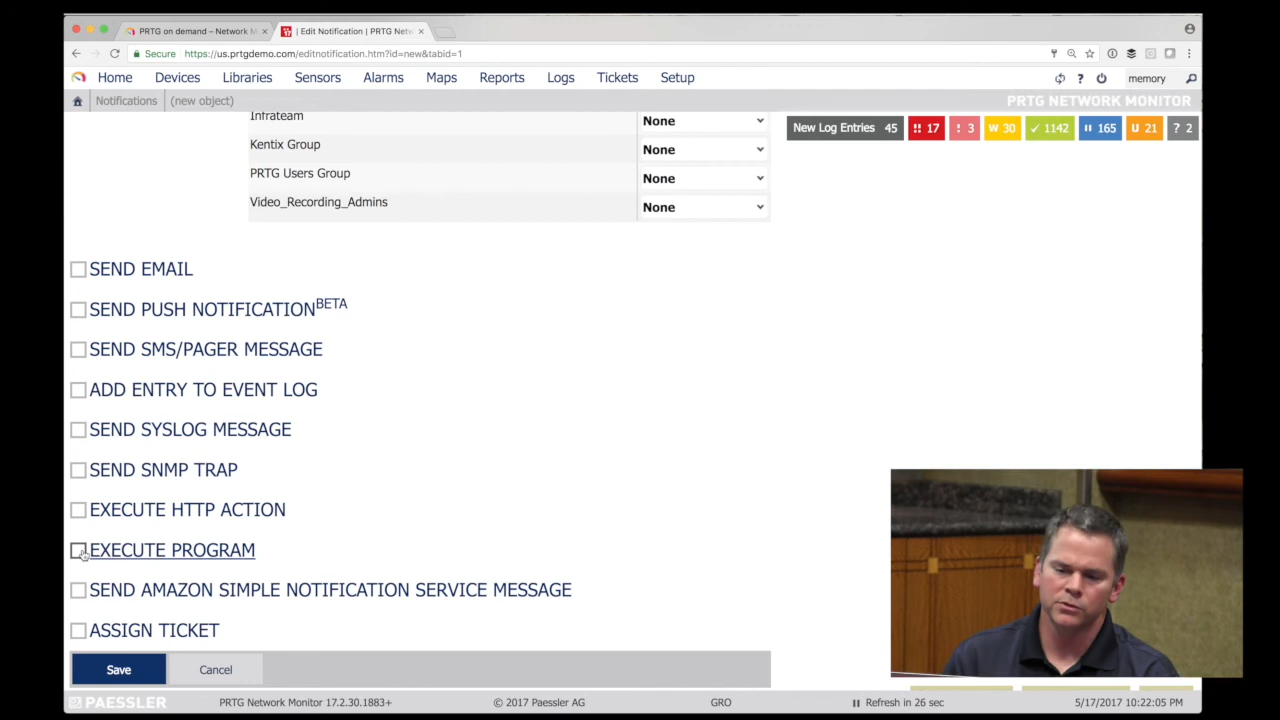 PRTG on demand – Network M
| Edit Notification | PRTG Netw
Secure https://us.prtgdemo.com/editnotification.htm?id=new&tabid=1
Home Devices Libraries Sensors Alarms Maps Reports Logs Tickets Setup
? memory
Notifications (new object) PRTG NETWORK MONITOR
New Log Entries 45 !! 17 ! 3 W 30 1142 165 U 21 ? 2
Infrateam None
Kentix Group None
PRTG Users Group None
Video_Recording_Admins None
SEND EMAIL
SEND PUSH NOTIFICATION BETA
SEND SMS/PAGER MESSAGE
ADD ENTRY TO EVENT LOG
SEND SYSLOG MESSAGE
SEND SNMP TRAP
EXECUTE HTTP ACTION
EXECUTE PROGRAM
SEND AMAZON SIMPLE NOTIFICATION SERVICE MESSAGE
ASSIGN TICKET
Save Cancel
PAESSLER PRTG Network Monitor 17.2.30.1883+ © 2017 Paessler AG GRO Refresh in 26 sec 5/17/2017 10:22:05 PM